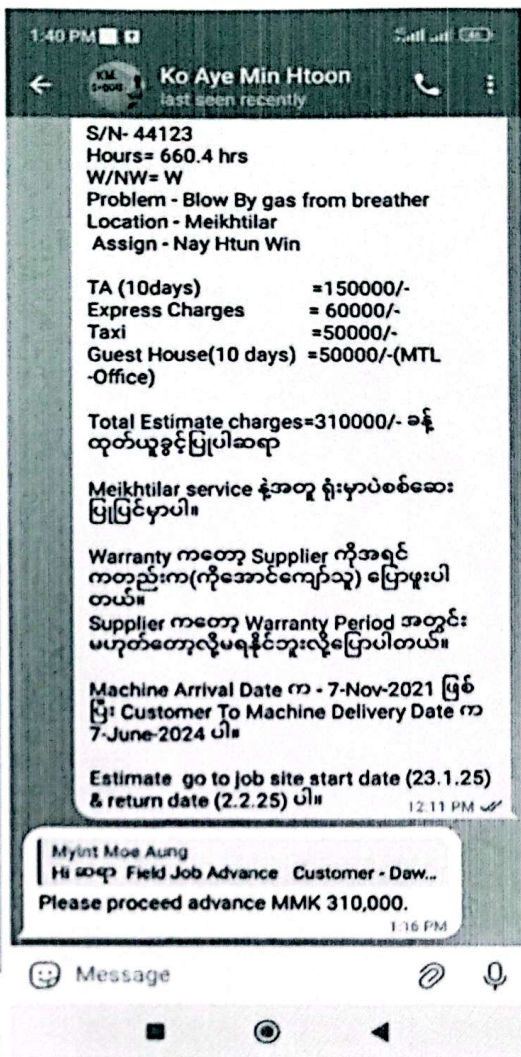 1:40 PM
Ko Aye Min Htoon
last seen recently
S/N- 44123
Hours= 660.4 hrs
W/NW= W
Problem - Blow By gas from breather
Location - Meikhtilar
Assign - Nay Htun Win
TA (10days) =150000/-
Express Charges = 60000/-
Taxi =50000/-
Guest House(10 days) =50000/-(MTL
-Office)
Total Estimate charges=310000/- ခန့်
ထုတ်ယူခွင့်ပြုပါဆရာ
Meikhtilar service နဲ့အတူ ရုံးမှာပဲစစ်ဆေး
ပြုပြင်မှာပါ။
Warranty ကတော့ Supplier ကိုအရင်
ကတည်းက(ကိုအောင်ကျော်သူ) ပြောဖူးပါ
တယ်။
Supplier ကတော့ Warranty Period အတွင်း
မဟုတ်တော့လို့မရနိုင်ဘူးလို့ပြောပါတယ်။
Machine Arrival Date က - 7-Nov-2021 ဖြစ်
ပြီး Customer To Machine Delivery Date က
7-June-2024 ပါ။
Estimate go to job site start date (23.1.25)
& return date (2.2.25) ပါ။
12:11 PM
Myint Moe Aung
Hi ဆရာ Field Job Advance Customer - Daw...
Please proceed advance MMK 310,000.
1:16 PM
Message